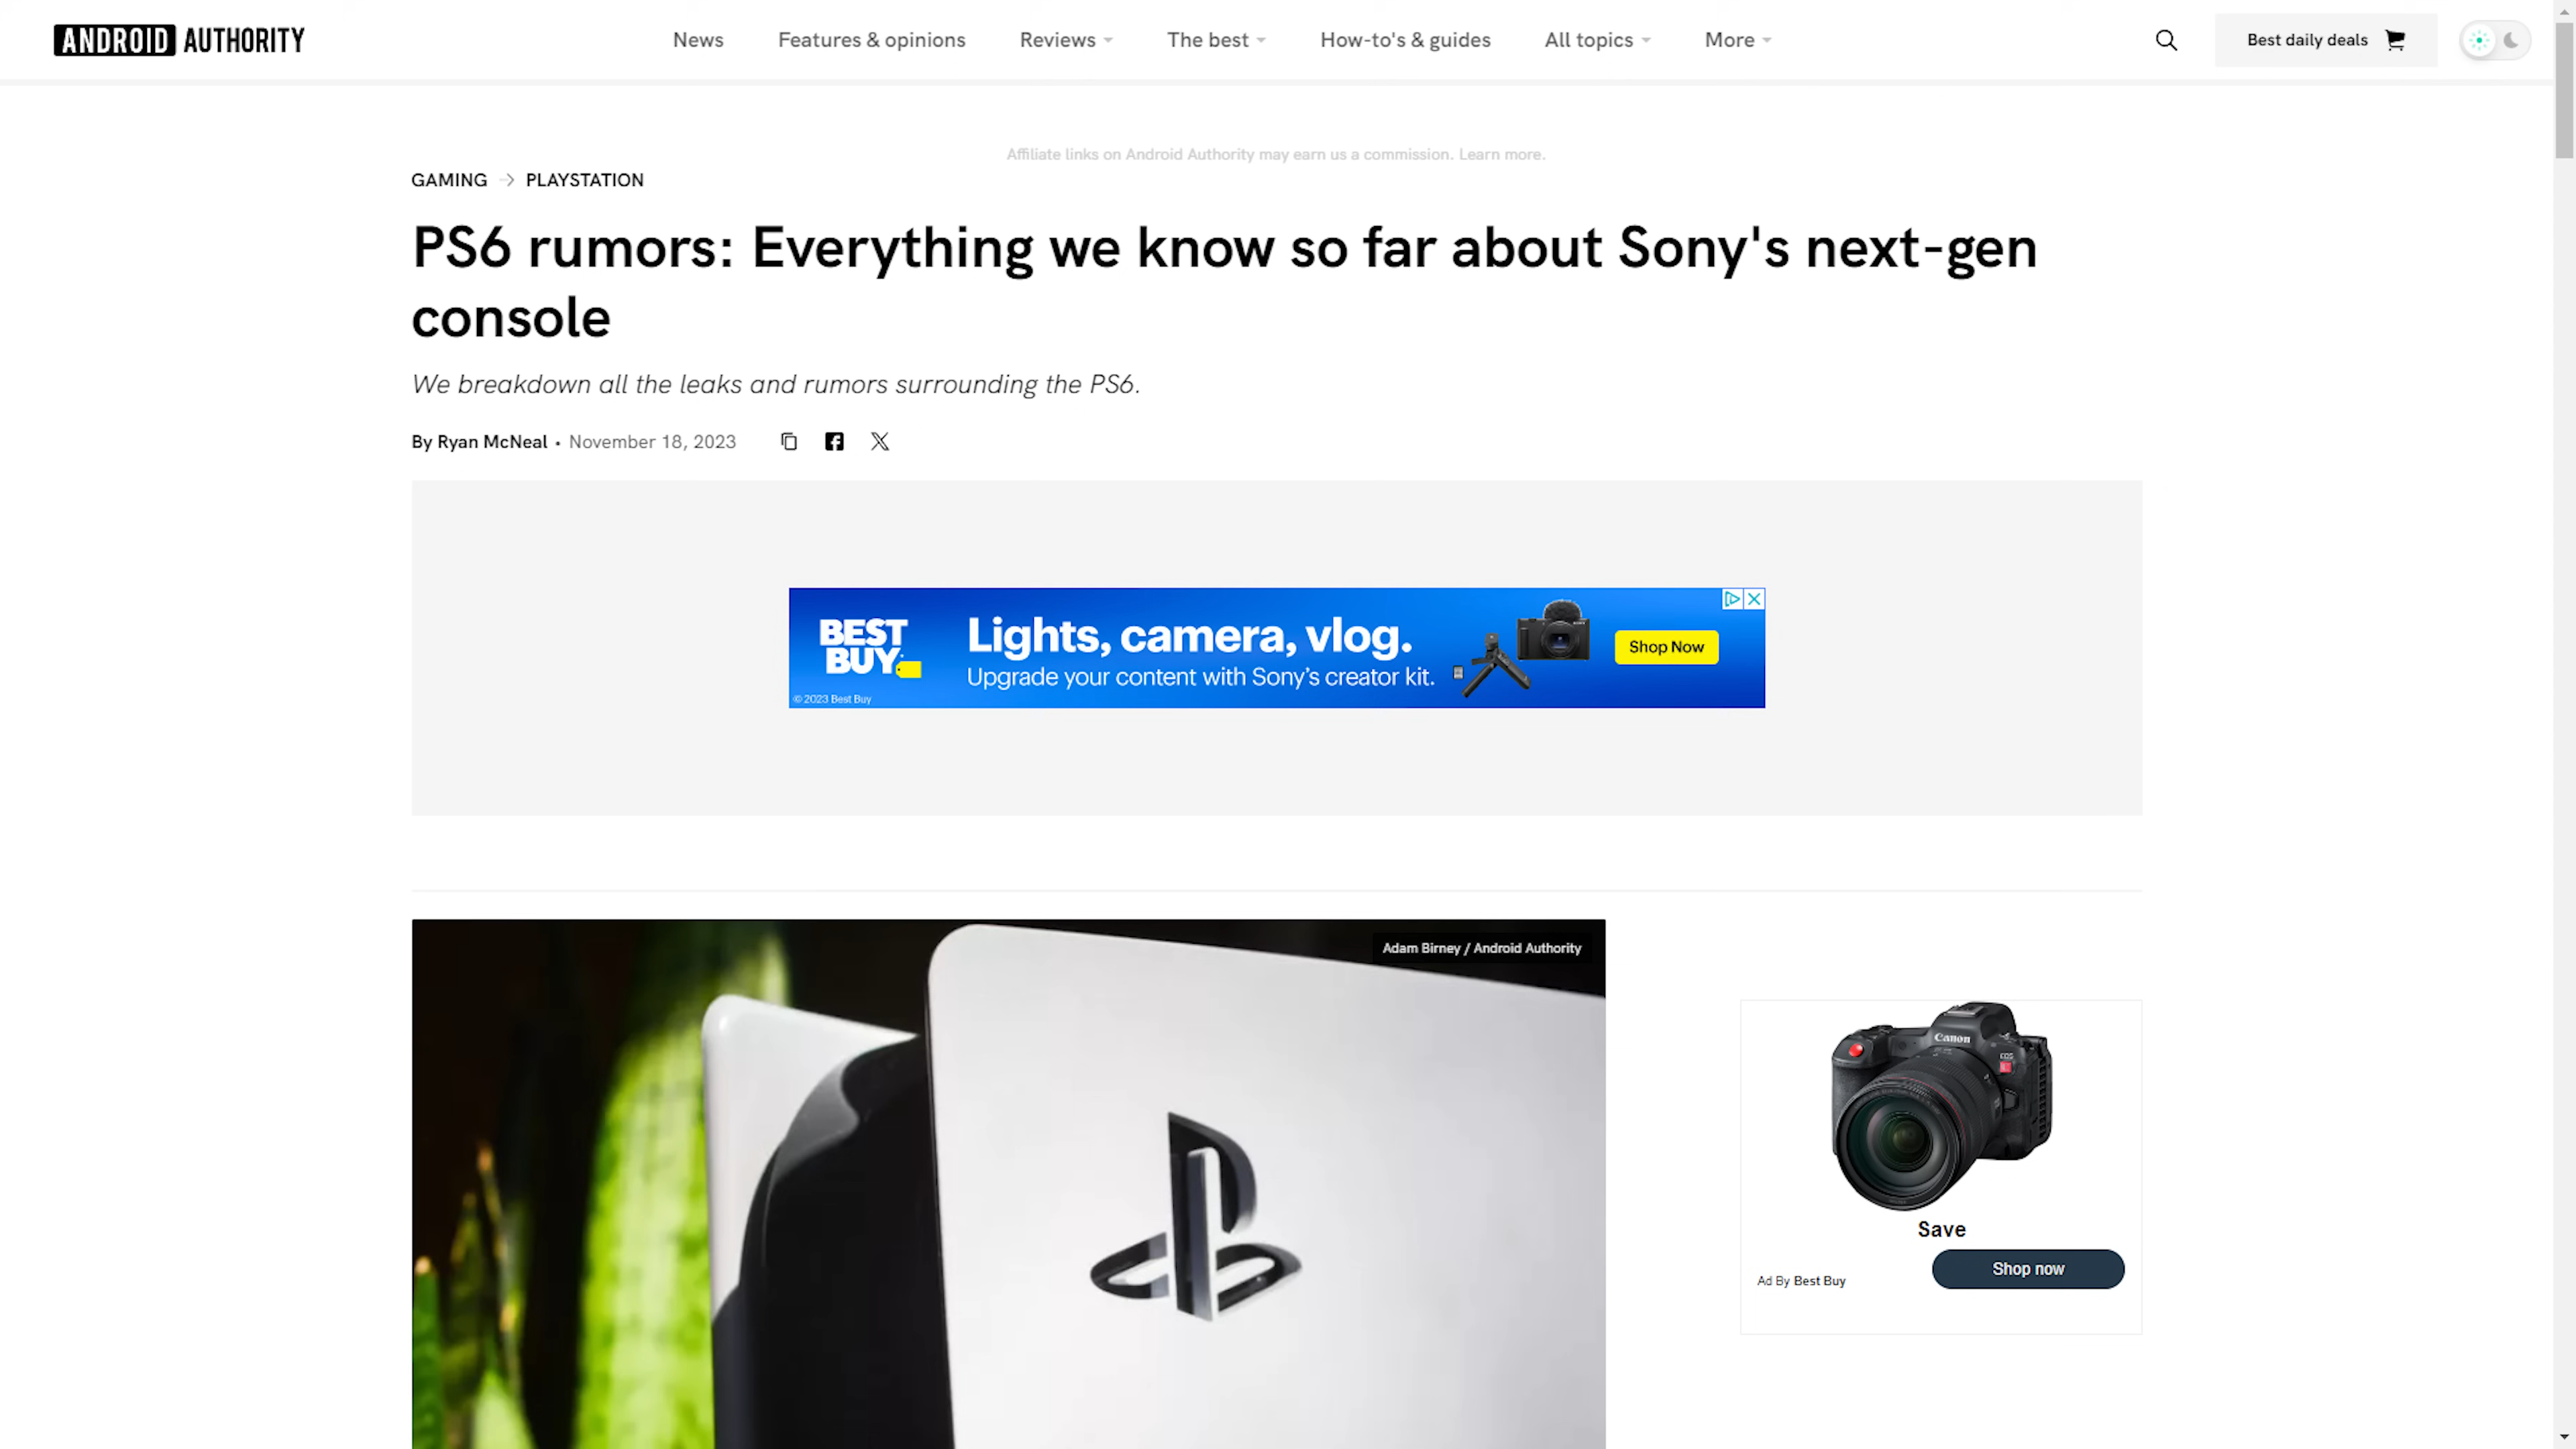 ANDROID AUTHORITY
News
Features & opinions
Reviews
The best
How-to's & guides
All topics
More
Best daily deals
Affiliate links on Android Authority may earn us a commission. Learn more.
GAMING
PLAYSTATION
PS6 rumors: Everything we know so far about Sony's next-gen
console
We breakdown all the leaks and rumors surrounding the PS6.
By Ryan McNeal • November 18, 2023
BEST
BUY
Lights, camera, vlog.
Upgrade your content with Sony's creator kit.
Shop Now
© 2023 Best Buy
Adam Birney / Android Authority
Canon
EOS
Save
Ad By Best Buy
Shop now